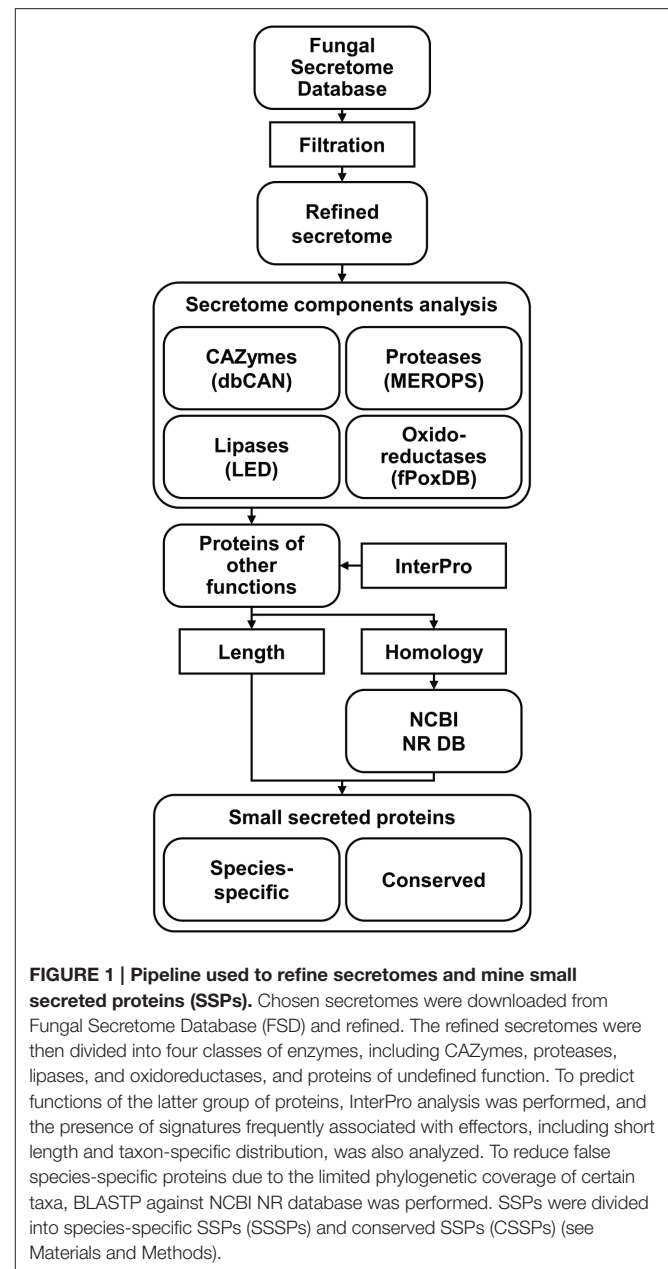 Fungal
Secretome
Database
Filtration
Refined
secretome
Secretome components analysis
CAZymes
(dbCAN)
Proteases
(MEROPS)
Lipases
(LED)
Oxido-
reductases
(fPoxDB)
Proteins of
other
functions
InterPro
Length
Homology
NCBI
NR DB
Small secreted proteins
Species-
specific
Conserved
FIGURE 1 | Pipeline used to refine secretomes and mine small
secreted proteins (SSPs). Chosen secretomes were downloaded from
Fungal Secretome Database (FSD) and refined. The refined secretomes were
then divided into four classes of enzymes, including CAZymes, proteases,
lipases, and oxidoreductases, and proteins of undefined function. To predict
functions of the latter group of proteins, InterPro analysis was performed, and
the presence of signatures frequently associated with effectors, including short
length and taxon-specific distribution, was also analyzed. To reduce false
species-specific proteins due to the limited phylogenetic coverage of certain
taxa, BLASTP against NCBI NR database was performed. SSPs were divided
into species-specific SSPs (SSSPs) and conserved SSPs (CSSPs) (see
Materials and Methods).